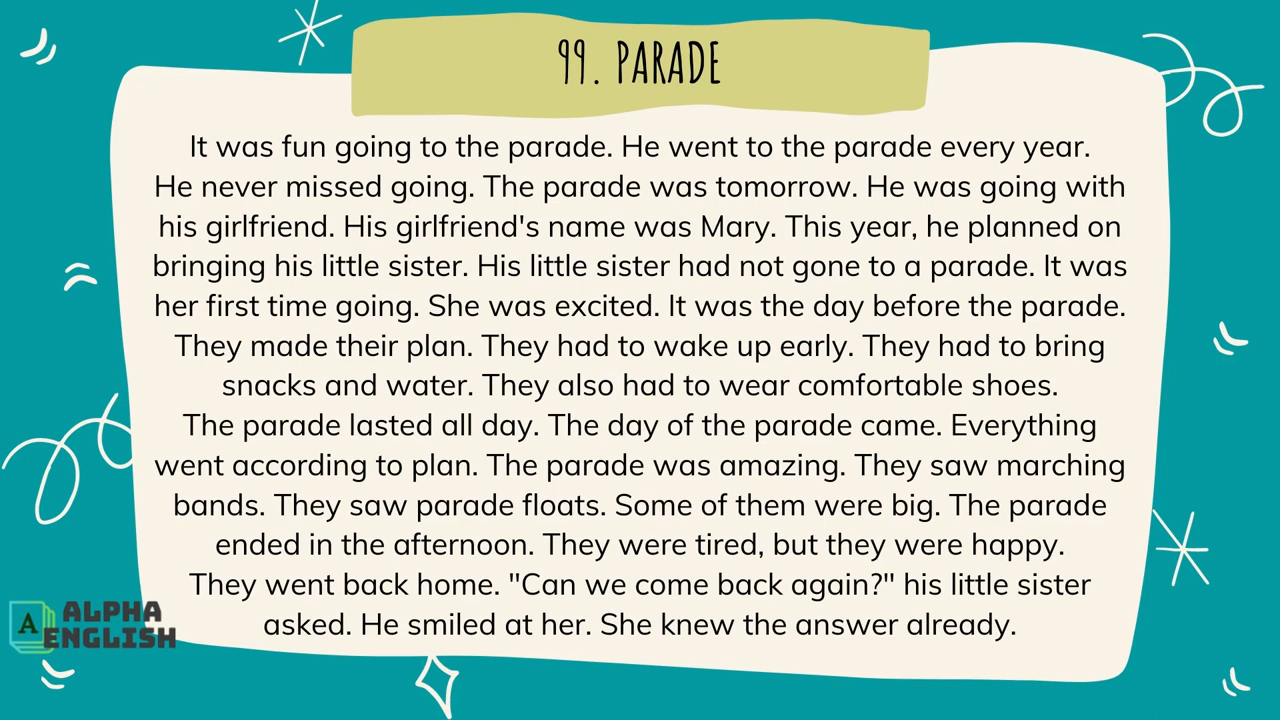 99. PARADE
It was fun going to the parade. He went to the parade every year.
He never missed going. The parade was tomorrow. He was going with
his girlfriend. His girlfriend's name was Mary. This year, he planned on
bringing his little sister. His little sister had not gone to a parade. It was
her first time going. She was excited. It was the day before the parade.
They made their plan. They had to wake up early. They had to bring
snacks and water. They also had to wear comfortable shoes.
The parade lasted all day. The day of the parade came. Everything
went according to plan. The parade was amazing. They saw marching
bands. They saw parade floats. Some of them were big. The parade
ended in the afternoon. They were tired, but they were happy.
They went back home. "Can we come back again?" his little sister
asked. He smiled at her. She knew the answer already.
A
ALPHA
ENGLISH